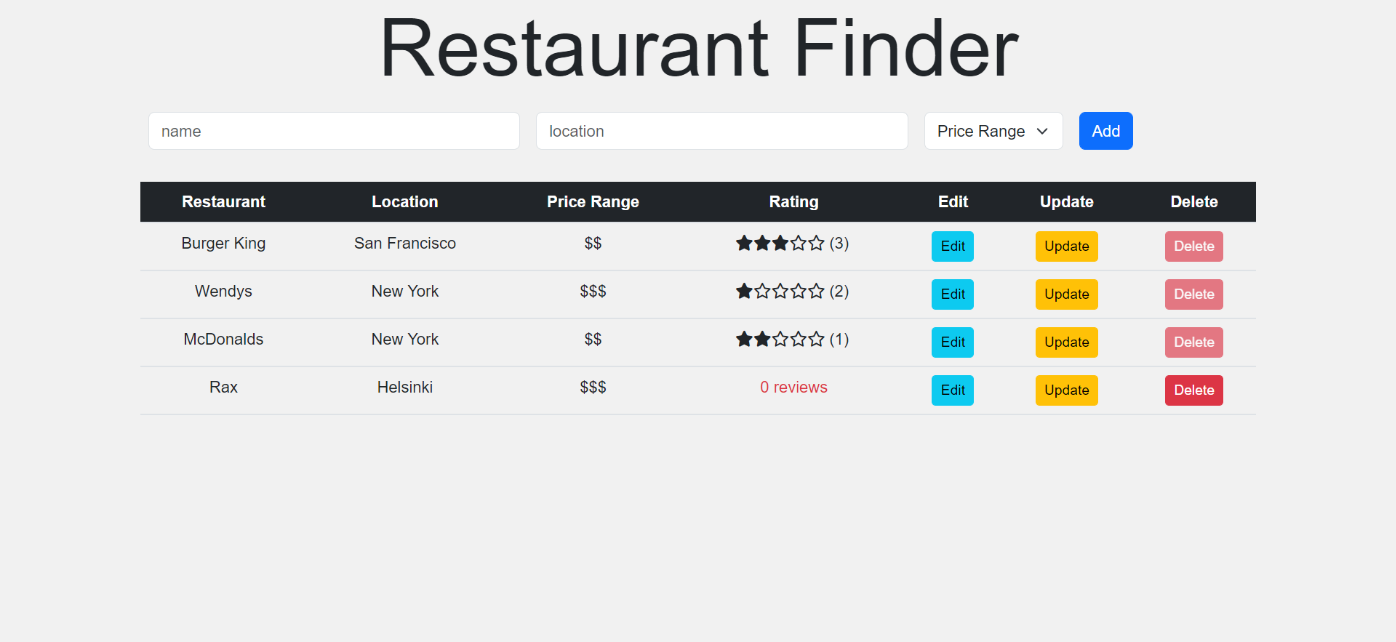 Restaurant Finder
name location Price Range Add
Restaurant Location Price Range Rating Edit Update Delete
Burger King San Francisco $$ (3) Edit Update Delete
Wendys New York $$$ (2) Edit Update Delete
McDonalds New York $$ (1) Edit Update Delete
Rax Helsinki $$$ 0 reviews Edit Update Delete